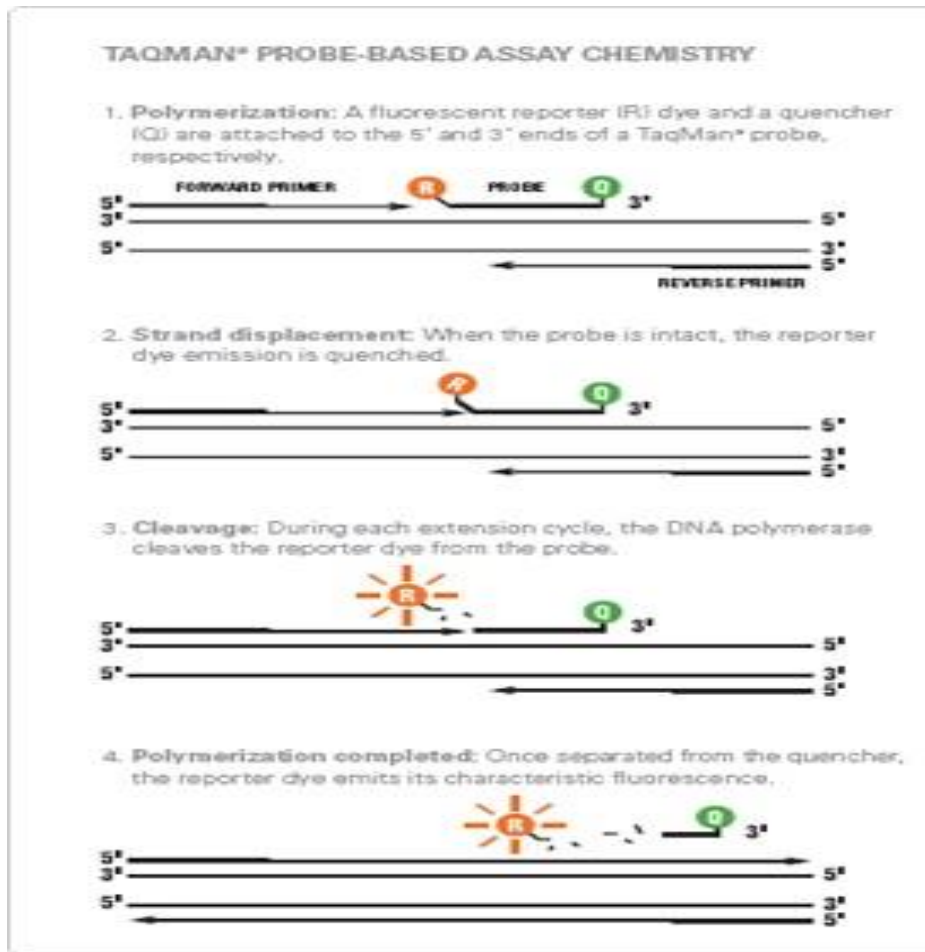 TAQMAN® PROBE-BASED ASSAY CHEMISTRY
1. Polymerization: A fluorescent reporter (R) dye and a quencher
(Q) are attached to the 5' and 3' ends of a TaqMan® probe,
respectively.
FORWARD PRIMER R PROBE Q
5' 3'
3' 5'
5' 3'
5'
REVERSE PRIMER
2. Strand displacement: When the probe is intact, the reporter
dye emission is quenched.
R Q
5' 3'
3' 5'
5' 3'
5'
3. Cleavage: During each extension cycle, the DNA polymerase
cleaves the reporter dye from the probe.
R Q
5' 3'
3' 5'
5' 3'
5'
4. Polymerization completed: Once separated from the quencher,
the reporter dye emits its characteristic fluorescence.
R Q
3'
5'
3' 5'
5' 3'
5'